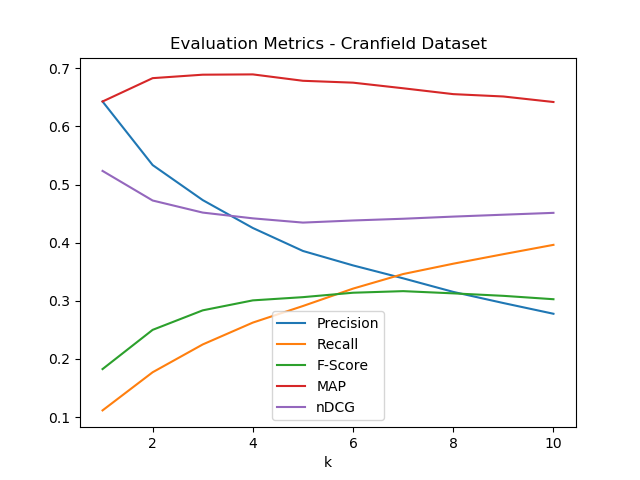 Evaluation Metrics - Cranfield Dataset
0.7
0.6
0.5
0.4
0.3
0.2
0.1
Precision
Recall
F-Score
MAP
nDCG
2 4 6 8 10
k